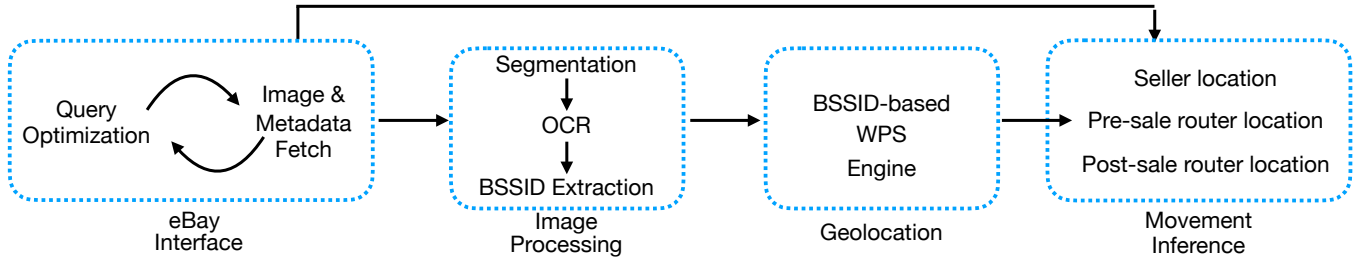 Query
Optimization
Image &
Metadata
Fetch
eBay
Interface
Segmentation
OCR
BSSID Extraction
Image
Processing
BSSID-based
WPS
Engine
Geolocation
Seller location
Pre-sale router location
Post-sale router location
Movement
Inference